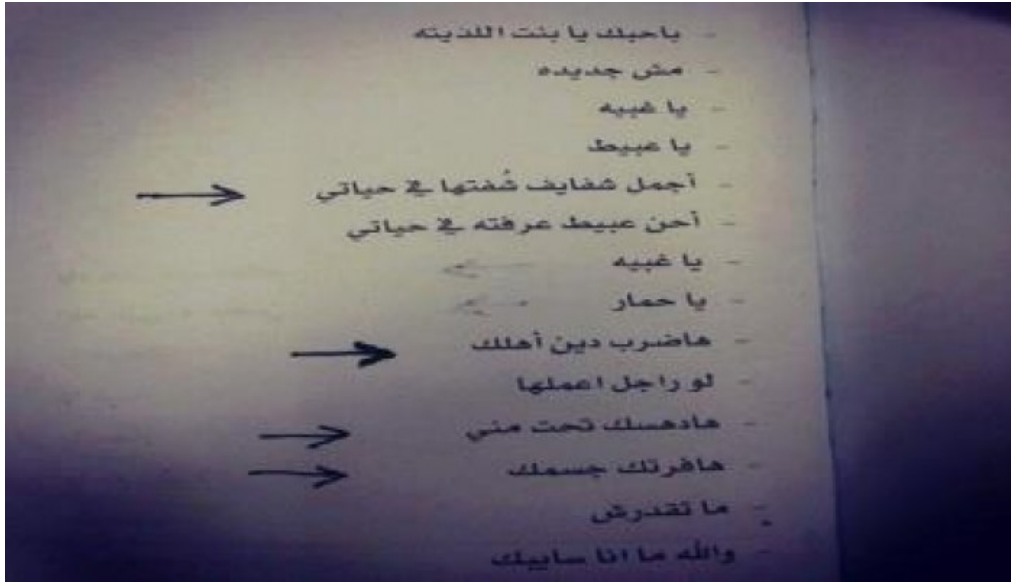 - باحبك يا بنت اللذينه
- مش جديده
- يا غبيه
- يا عبيط
- أجمل شفايف شُفتها في حياتي
- أحن عبيط عرفته في حياتي
- يا غبيه
- يا حمار
- هاضرب دين أهلك
- لو راجل اعملها
- هادهسك تحت مني
- هافرتك جسمك
- ما تقدرش
- والله ما انا سايبك